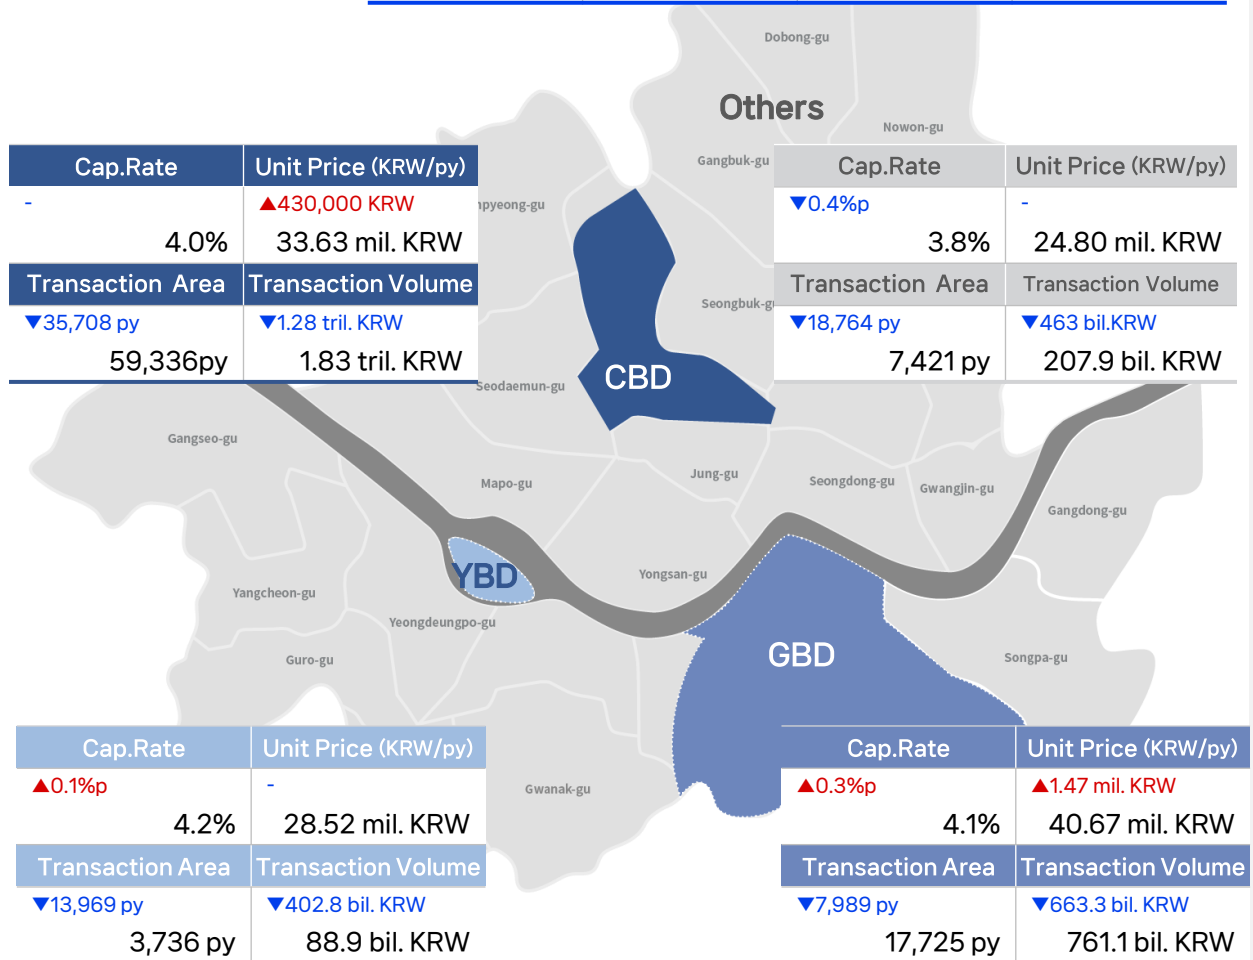 Dobong-gu
Others
Nowon-gu
Gangbuk-gu
Cap.Rate Unit Price (KRW/py)
- ▲430,000 KRW
4.0% 33.63 mil. KRW
Transaction Area Transaction Volume
▼35,708 py ▼1.28 tril. KRW
59,336py 1.83 tril. KRW
Cap.Rate Unit Price (KRW/py)
▼0.4%p -
3.8% 24.80 mil. KRW
Transaction Area Transaction Volume
▼18,764 py ▼463 bil.KRW
7,421 py 207.9 bil. KRW
npyeong-gu
Seongbuk-gu
CBD
Seodaemun-gu
Gangseo-gu
Mapo-gu
Jung-gu
Seongdong-gu
Gwangjin-gu
Gangdong-gu
YBD
Yongsan-gu
Yangcheon-gu
Yeongdeungpo-gu
GBD
Guro-gu
Songpa-gu
Gwanak-gu
Cap.Rate Unit Price (KRW/py)
▲0.1%p -
4.2% 28.52 mil. KRW
Transaction Area Transaction Volume
▼13,969 py ▼402.8 bil. KRW
3,736 py 88.9 bil. KRW
Cap.Rate Unit Price (KRW/py)
▲0.3%p ▲1.47 mil. KRW
4.1% 40.67 mil. KRW
Transaction Area Transaction Volume
▼7,989 py ▼663.3 bil. KRW
17,725 py 761.1 bil. KRW